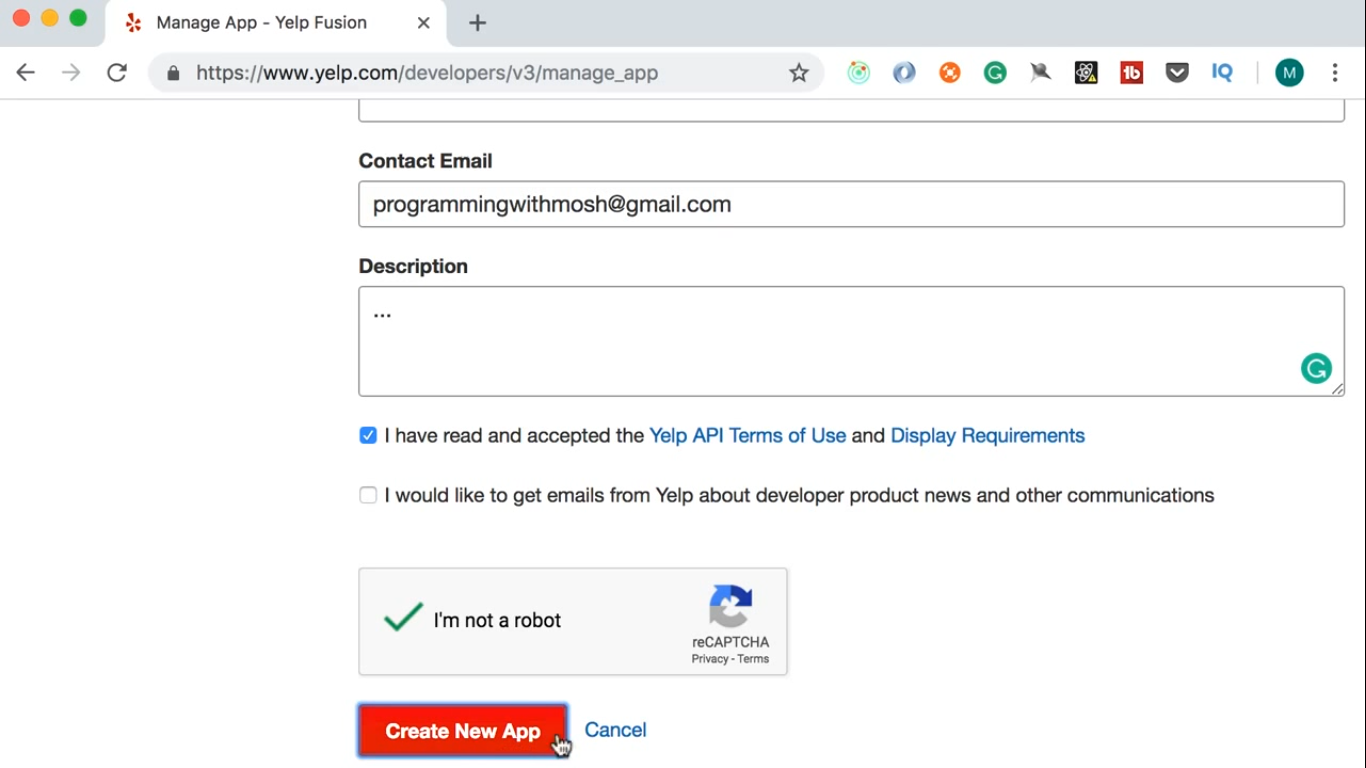 Manage App - Yelp Fusion
https://www.yelp.com/developers/v3/manage_app
IQ
M
Contact Email
programmingwithmosh@gmail.com
Description
...
I have read and accepted the Yelp API Terms of Use and Display Requirements
I would like to get emails from Yelp about developer product news and other communications
I'm not a robot
reCAPTCHA
Privacy - Terms
Create New App
Cancel